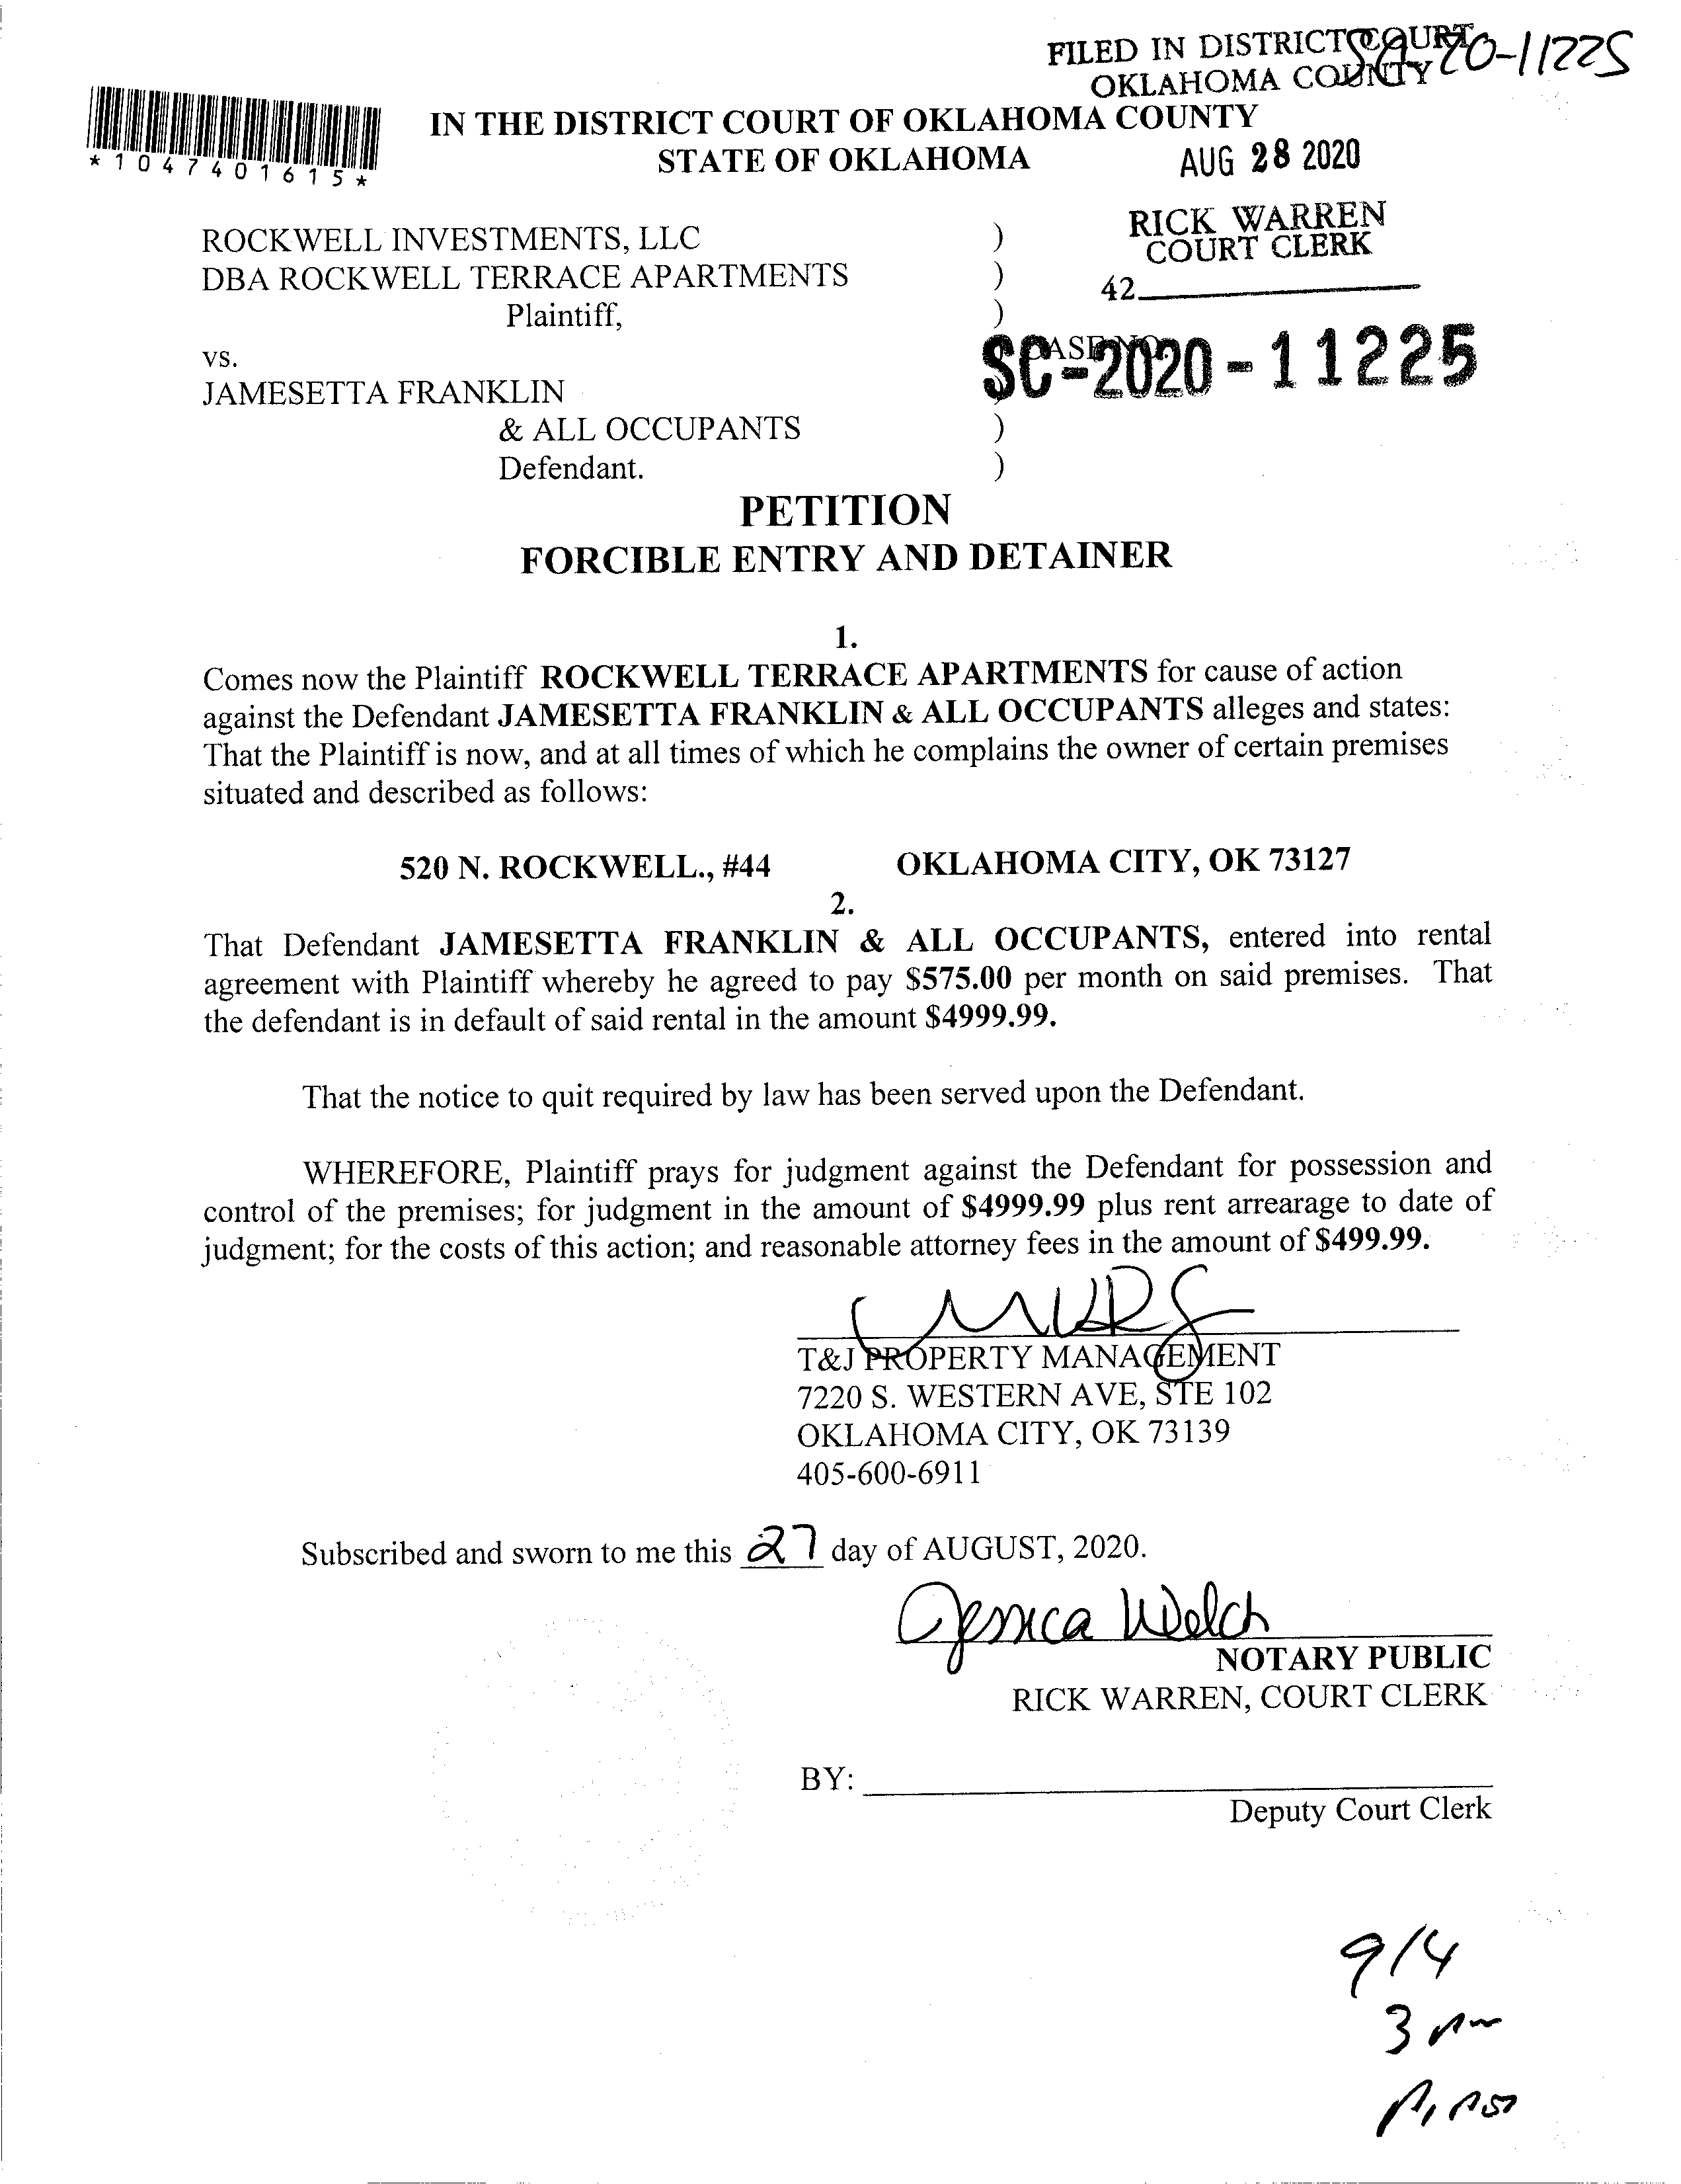 FILED IN DISTRICT COURT
OKLAHOMA COUNTY
20-11225
*1047401615*
IN THE DISTRICT COURT OF OKLAHOMA COUNTY
STATE OF OKLAHOMA
AUG 28 2020
RICK WARREN
COURT CLERK
42
ROCKWELL INVESTMENTS, LLC )
DBA ROCKWELL TERRACE APARTMENTS )
Plaintiff, )
vs. CASE NO.
SC-2020-11225
JAMESETTA FRANKLIN )
& ALL OCCUPANTS )
Defendant. )
PETITION
FORCIBLE ENTRY AND DETAINER
1.
Comes now the Plaintiff ROCKWELL TERRACE APARTMENTS for cause of action
against the Defendant JAMESETTA FRANKLIN & ALL OCCUPANTS alleges and states:
That the Plaintiff is now, and at all times of which he complains the owner of certain premises
situated and described as follows:
520 N. ROCKWELL., #44 OKLAHOMA CITY, OK 73127
2.
That Defendant JAMESETTA FRANKLIN & ALL OCCUPANTS, entered into rental
agreement with Plaintiff whereby he agreed to pay $575.00 per month on said premises. That
the defendant is in default of said rental in the amount $4999.99.
That the notice to quit required by law has been served upon the Defendant.
WHEREFORE, Plaintiff prays for judgment against the Defendant for possession and
control of the premises; for judgment in the amount of $4999.99 plus rent arrearage to date of
judgment; for the costs of this action; and reasonable attorney fees in the amount of $499.99.
T&J PROPERTY MANAGEMENT
7220 S. WESTERN AVE, STE 102
OKLAHOMA CITY, OK 73139
405-600-6911
Subscribed and sworn to me this 27 day of AUGUST, 2020.
Jessica Welch
NOTARY PUBLIC
RICK WARREN, COURT CLERK
BY:
Deputy Court Clerk
9/4
3 pm